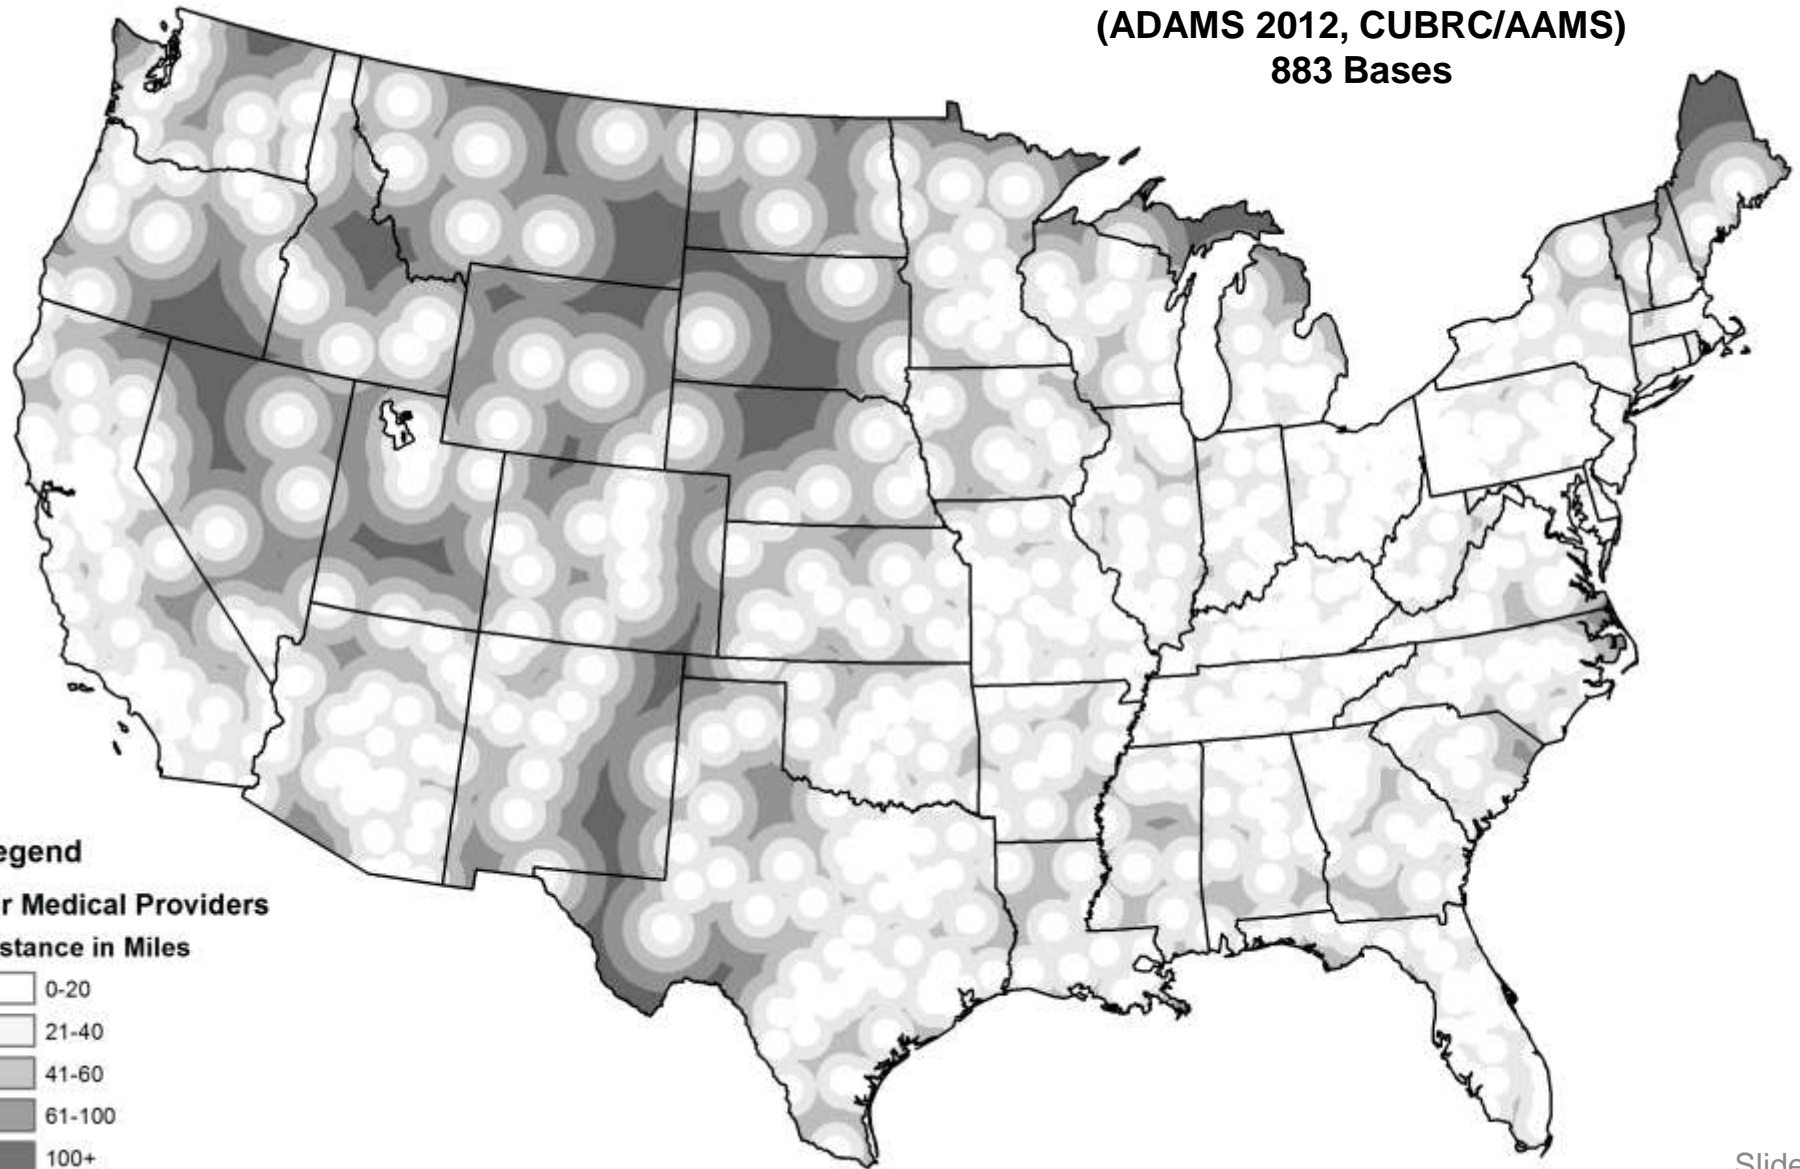 (ADAMS 2012, CUBRC/AAMS)
883 Bases
egend
r Medical Providers
stance in Miles
0-20
21-40
41-60
61-100
100+
Slide